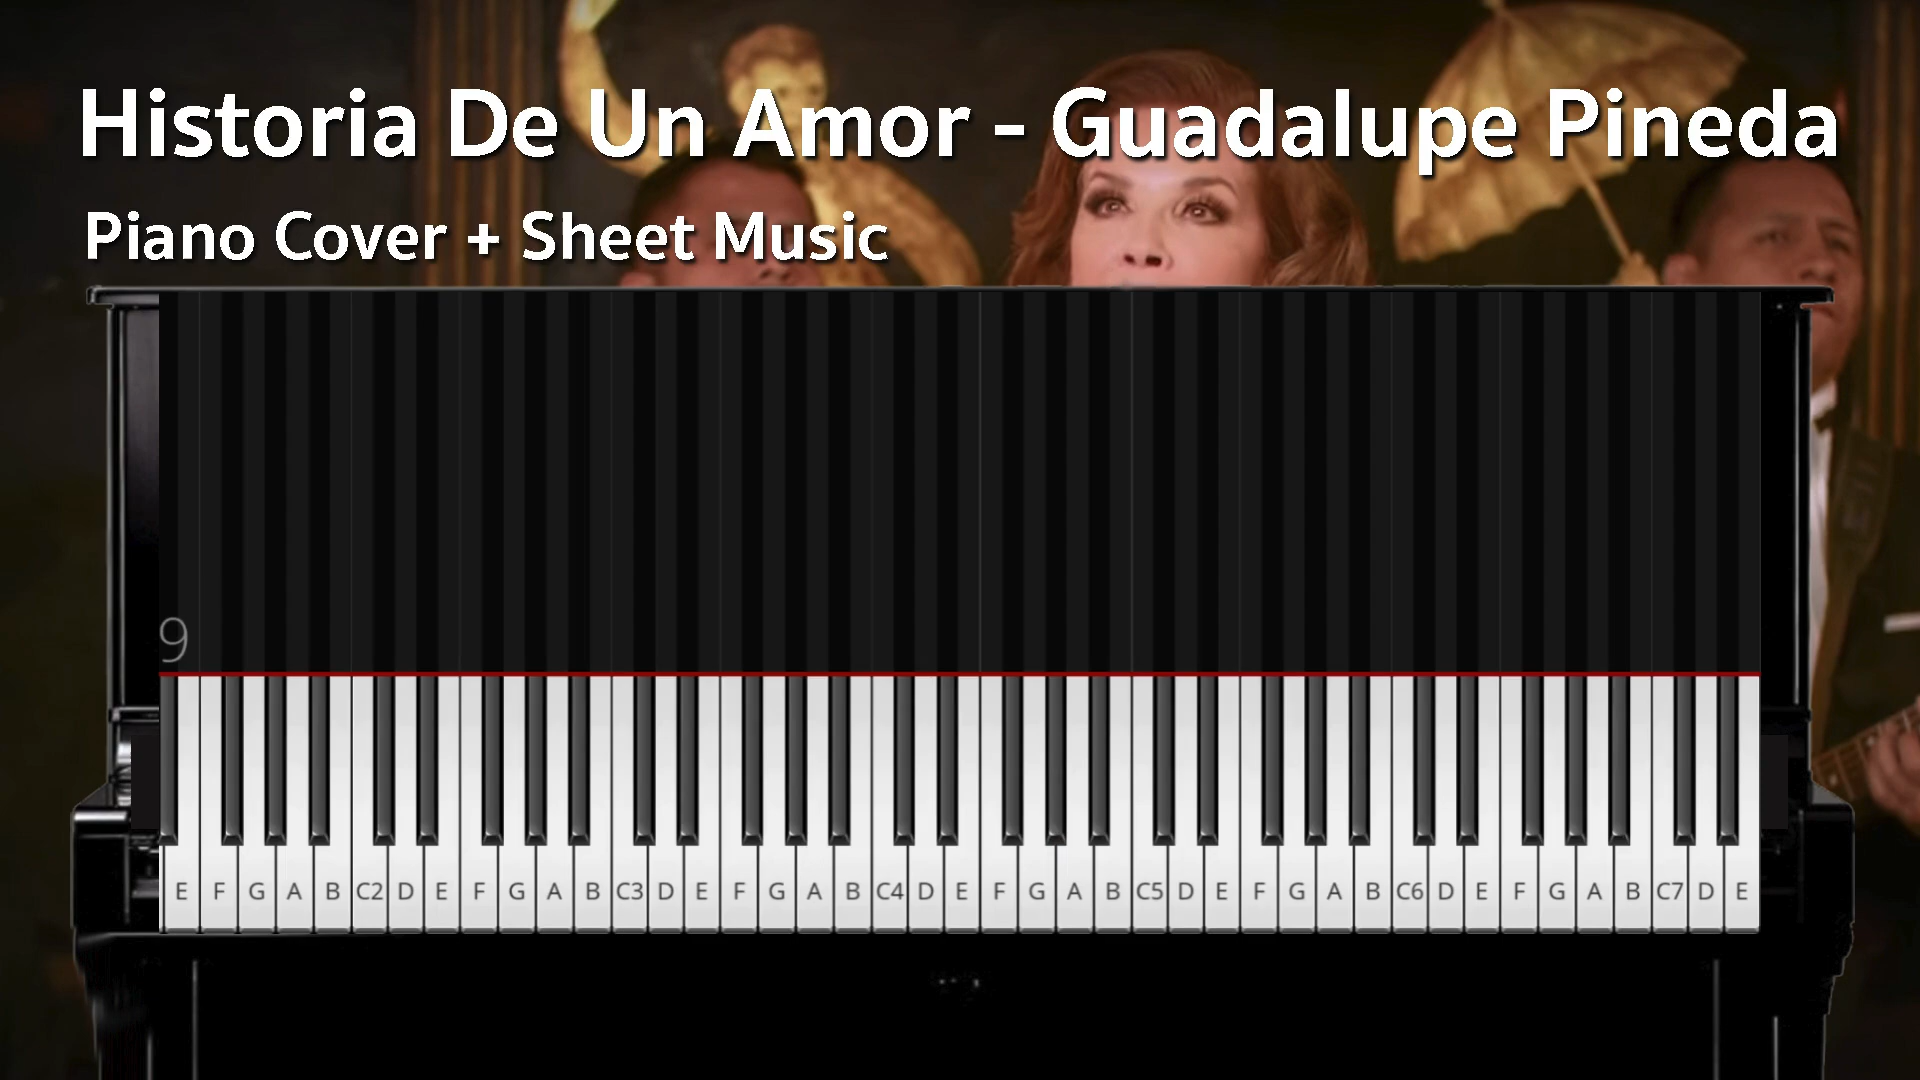 Historia De Un Amor - Guadalupe Pineda
Piano Cover + Sheet Music
9
E F G A B C2 D E F G A B C3 D E F G A B C4 D E F G A B C5 D E F G A B C6 D E F G A B C7 D E